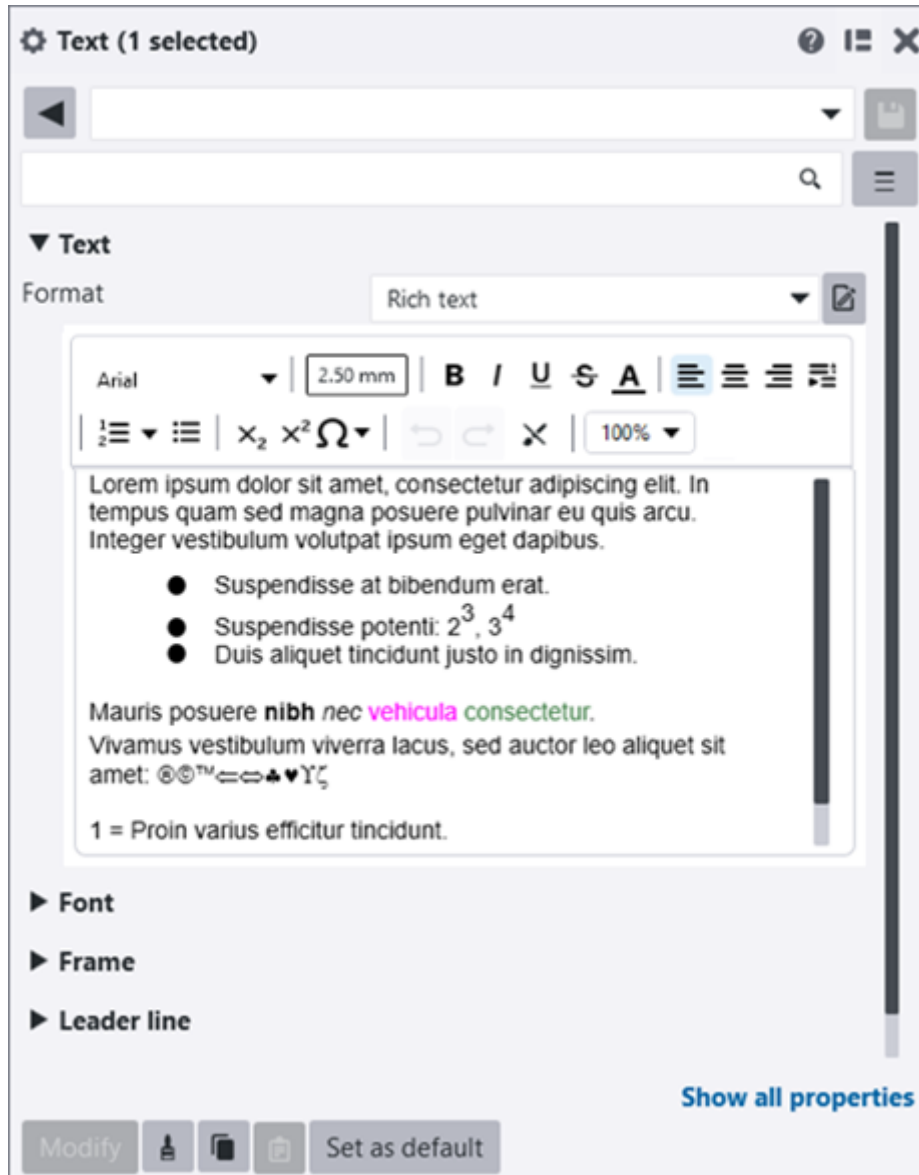 Text (1 selected)
Text
Format Rich text
Arial 2.50 mm B I U S A
1 2 X₂ X² Ω 100%
Lorem ipsum dolor sit amet, consectetur adipiscing elit. In
tempus quam sed magna posuere pulvinar eu quis arcu.
Integer vestibulum volutpat ipsum eget dapibus.
● Suspendisse at bibendum erat.
● Suspendisse potenti: 2³, 3⁴
● Duis aliquet tincidunt justo in dignissim.
Mauris posuere nibh nec vehicula consectetur.
Vivamus vestibulum viverra lacus, sed auctor leo aliquet sit
amet: ®©™⇐⇔♣♥ϒζ
1 = Proin varius efficitur tincidunt.
Font
Frame
Leader line
Show all properties
Modify Set as default